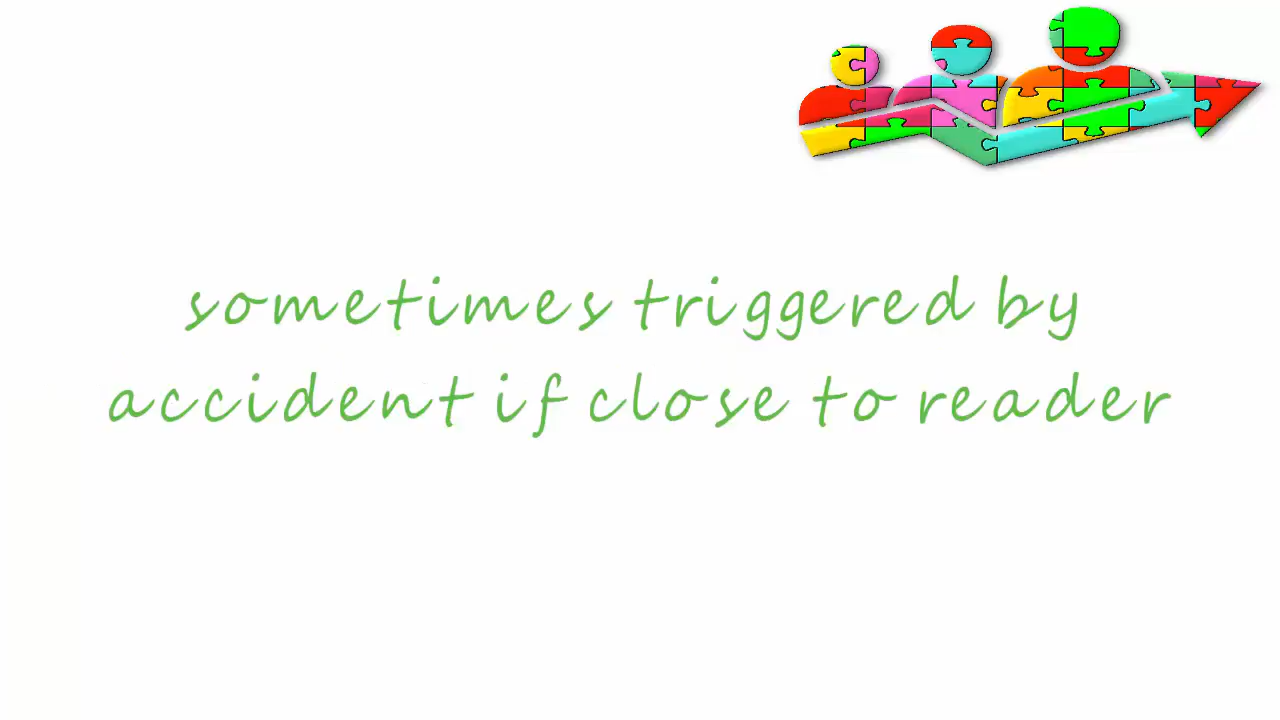 sometimes triggered by
accident if close to reader